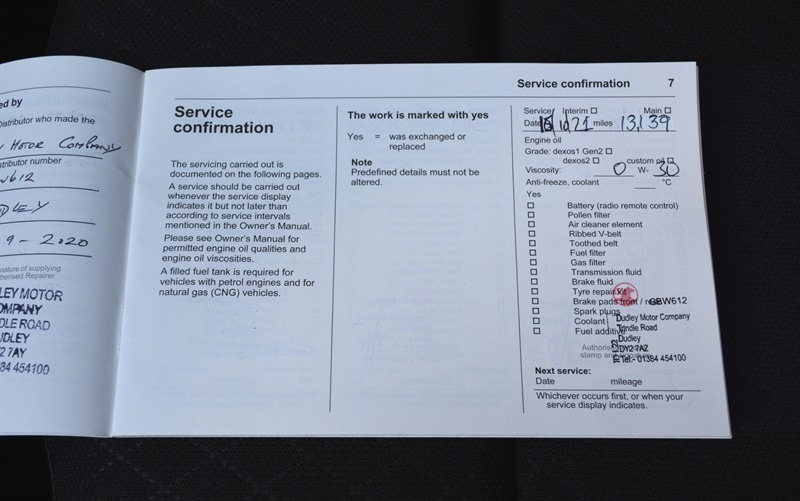 ed by
Distributor who made the
Motor Company
stributor number
W612
DLEY
9-2020
nature of supplying
thorised Repairer
LEY MOTOR
OMPANY
DLE ROAD
UDLEY
2 7AY
84 454100
Service confirmation 7
Service
confirmation
The servicing carried out is
documented on the following pages.
A service should be carried out
whenever the service display
indicates it but not later than
according to service intervals
mentioned in the Owner's Manual.
Please see Owner's Manual for
permitted engine oil qualities and
engine oil viscosities.
A filled fuel tank is required for
vehicles with petrol engines and for
natural gas (CNG) vehicles.
The work is marked with yes
Yes = was exchanged or
replaced
Note
Predefined details must not be
altered.
Service/ Interim ☐ Main ☐
Date 21 miles 13,139
Engine oil
Grade: dexos1 Gen2 ☐
dexos2 ☐ custom oil ☐
Viscosity: 0 W- 30
Anti-freeze, coolant °C
Yes
☐ Battery (radio remote control)
☐ Pollen filter
☐ Air cleaner element
☐ Ribbed V-belt
☐ Toothed belt
☐ Fuel filter
☐ Gas filter
☐ Transmission fluid
☐ Brake fluid
☐ Tyre repair kit
☐ Brake pads front / rear
GBW612
☐ Spark plugs
☐ Coolant
☐ Fuel additive
Dudley Motor Company
Trindle Road
Dudley
DY2 7AZ
Tel:- 01384 454100
Authoris
stamp
Next service:
Date mileage
Whichever occurs first, or when your
service display indicates.